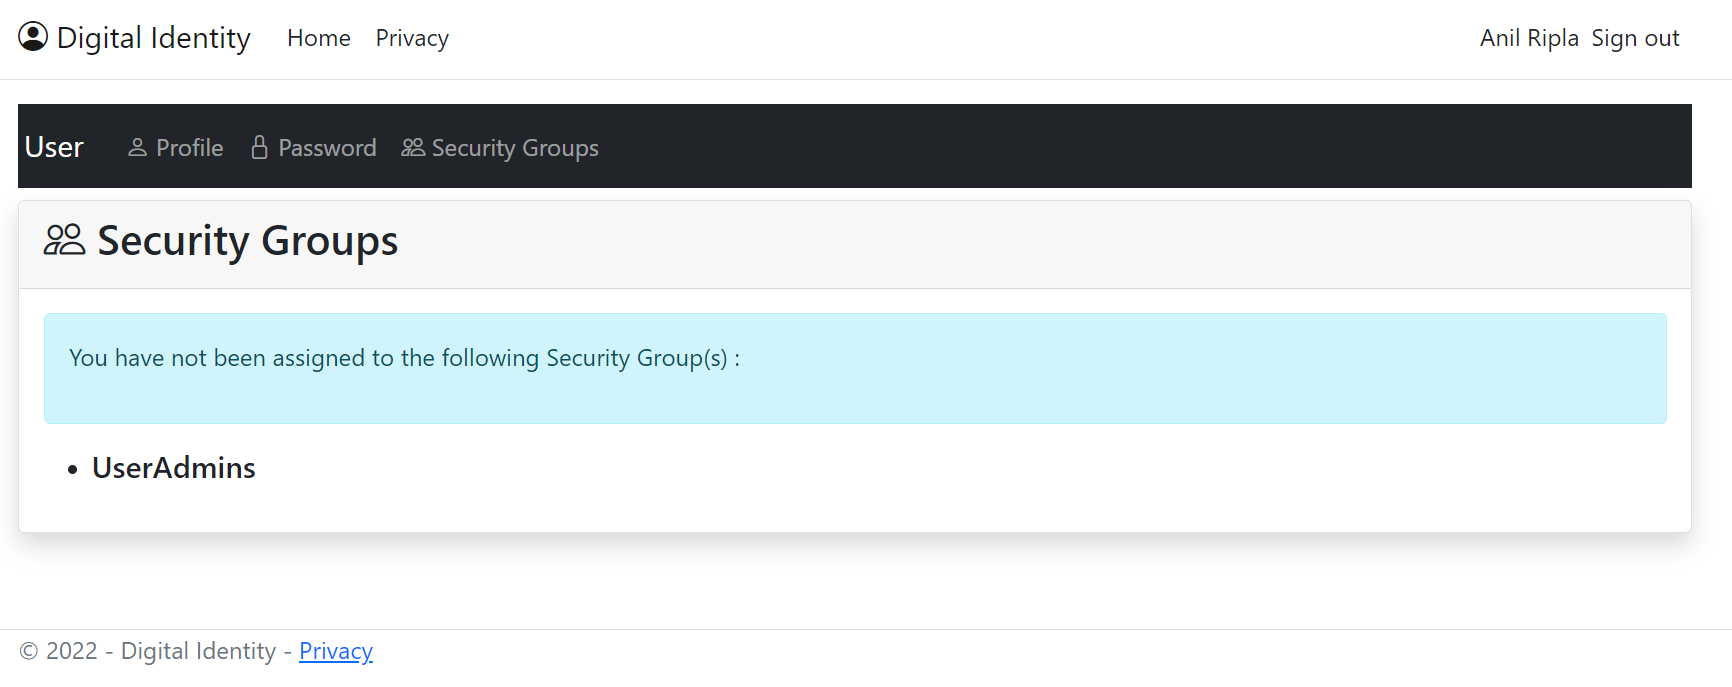 Digital Identity Home Privacy Anil Ripla Sign out
User Profile Password Security Groups
Security Groups
You have not been assigned to the following Security Group(s) :
• UserAdmins
© 2022 - Digital Identity - Privacy